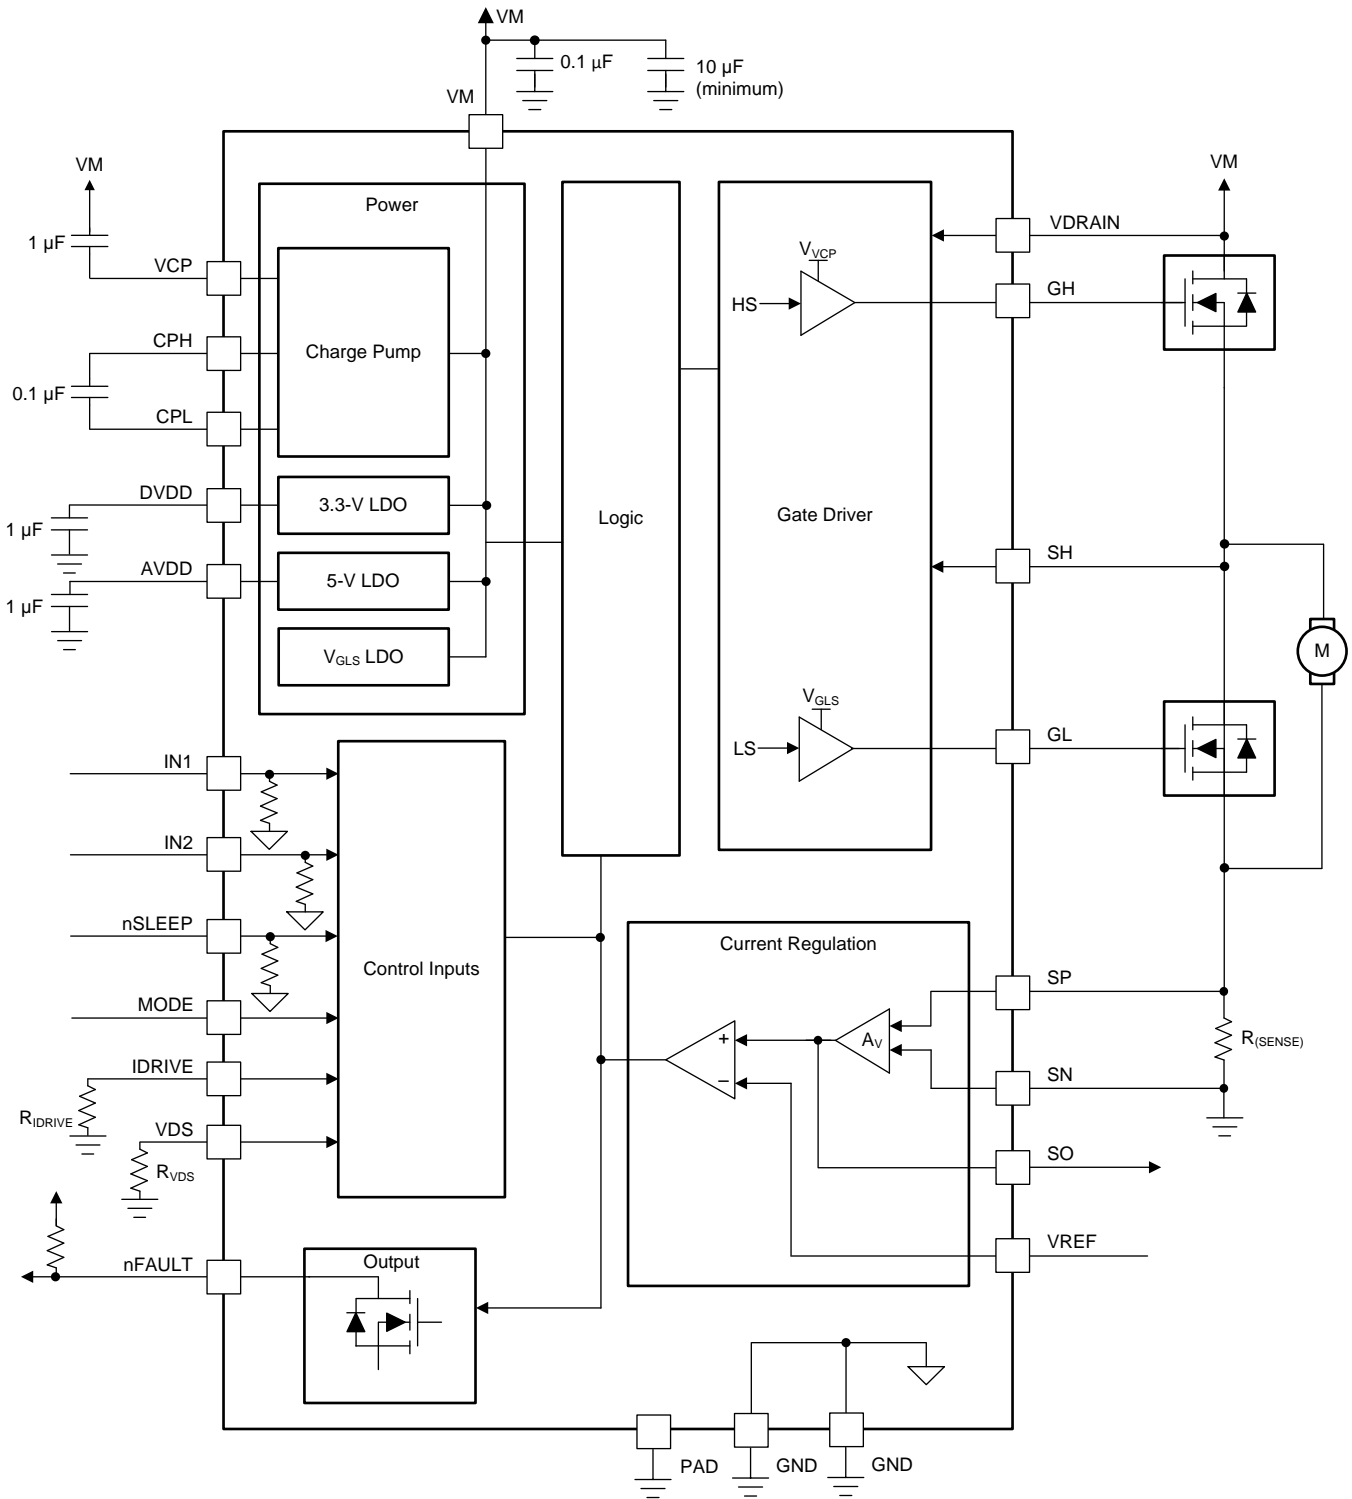 VM
0.1 µF
10 µF
(minimum)
VM
VM
1 µF
VCP
CPH
0.1 µF
CPL
DVDD
1 µF
AVDD
1 µF
Power
Charge Pump
3.3-V LDO
5-V LDO
VGLS LDO
Logic
VVCP
HS
Gate Driver
VGLS
LS
VM
VDRAIN
GH
SH
M
GL
IN1
IN2
nSLEEP
MODE
IDRIVE
RIDRIVE
VDS
RVDS
nFAULT
Control Inputs
Output
Current Regulation
+
−
AV
SP
R(SENSE)
SN
SO
VREF
PAD
GND
GND